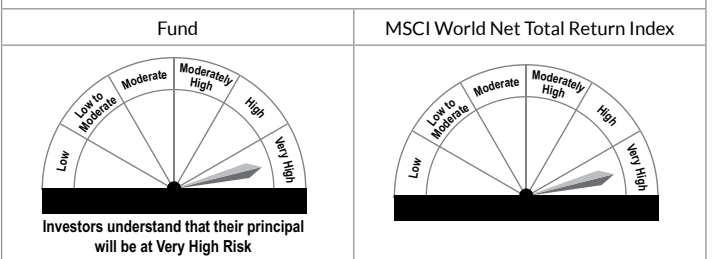 Fund
MSCI World Net Total Return Index
Low
Low to
Moderate
Moderate
Moderately
High
High
Very High
Investors understand that their principal
will be at Very High Risk
Low
Low to
Moderate
Moderate
Moderately
High
High
Very High